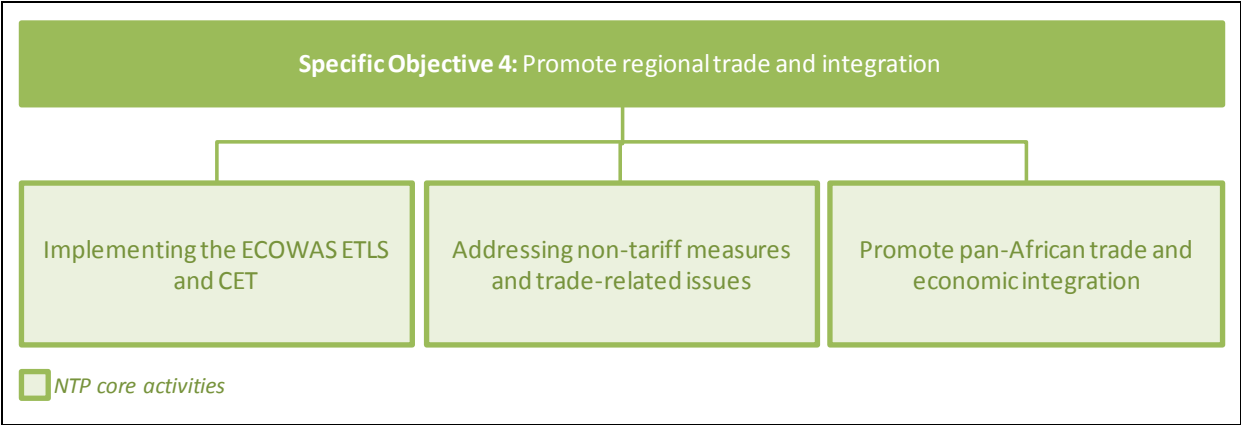 Specific Objective 4: Promote regional trade and integration
Implementing the ECOWAS ETLS
and CET
Addressing non-tariff measures
and trade-related issues
Promote pan-African trade and
economic integration
NTP core activities